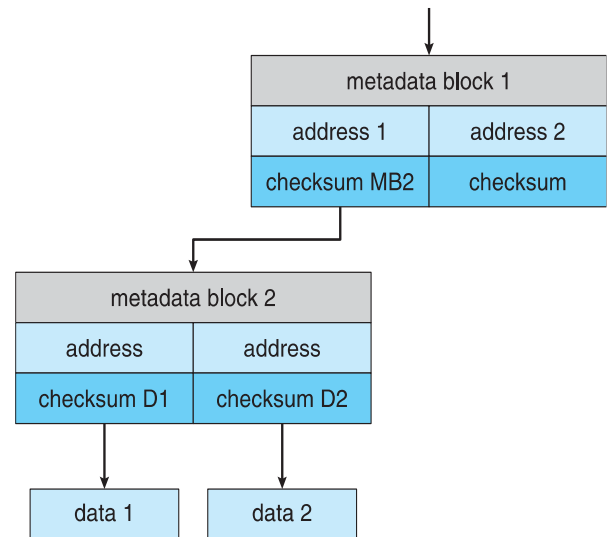 metadata block 1
address 1 address 2
checksum MB2 checksum
metadata block 2
address address
checksum D1 checksum D2
data 1 data 2